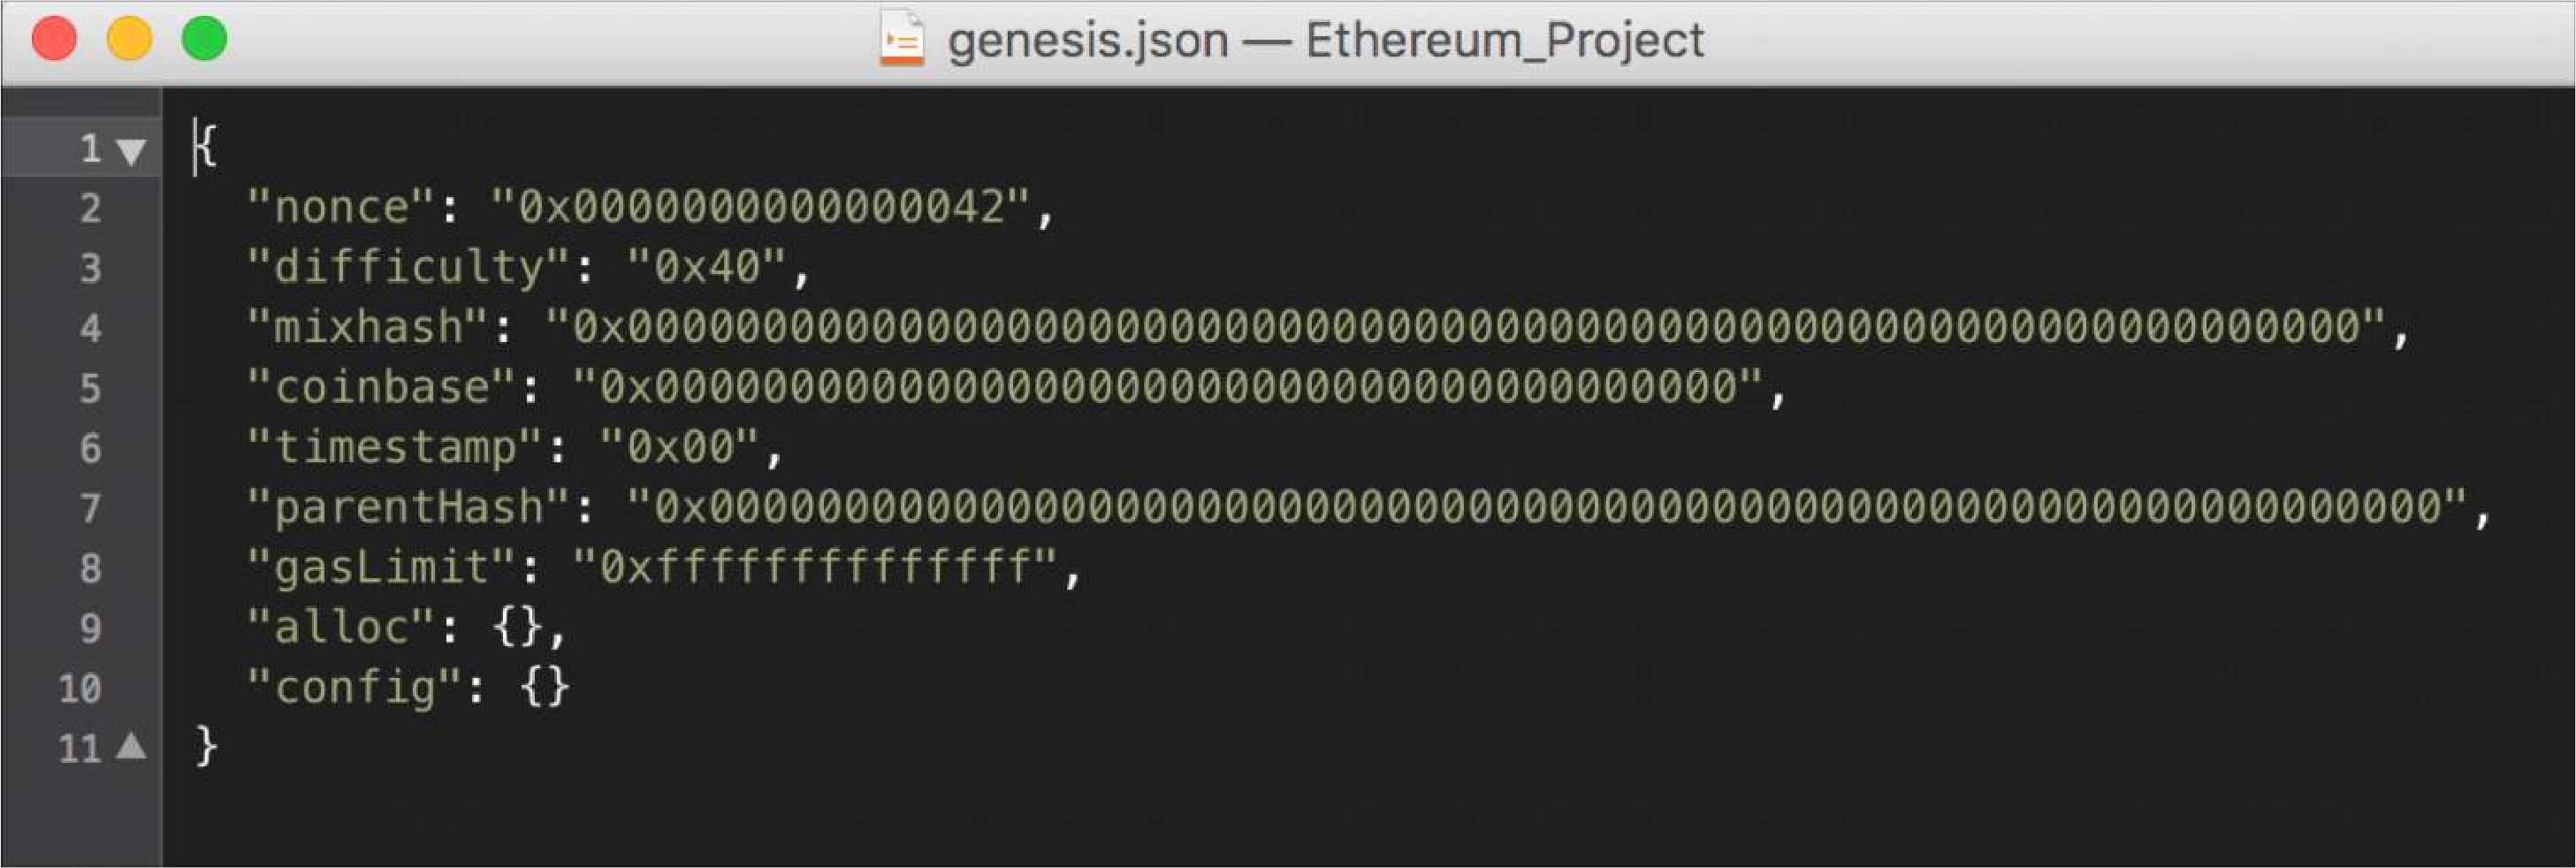 genesis.json — Ethereum_Project
1 {
2 "nonce": "0x0000000000000042",
3 "difficulty": "0x40",
4 "mixhash": "0x0000000000000000000000000000000000000000000000000000000000000000",
5 "coinbase": "0x0000000000000000000000000000000000000000",
6 "timestamp": "0x00",
7 "parentHash": "0x0000000000000000000000000000000000000000000000000000000000000000",
8 "gasLimit": "0xffffffffffffff",
9 "alloc": {},
10 "config": {}
11 }